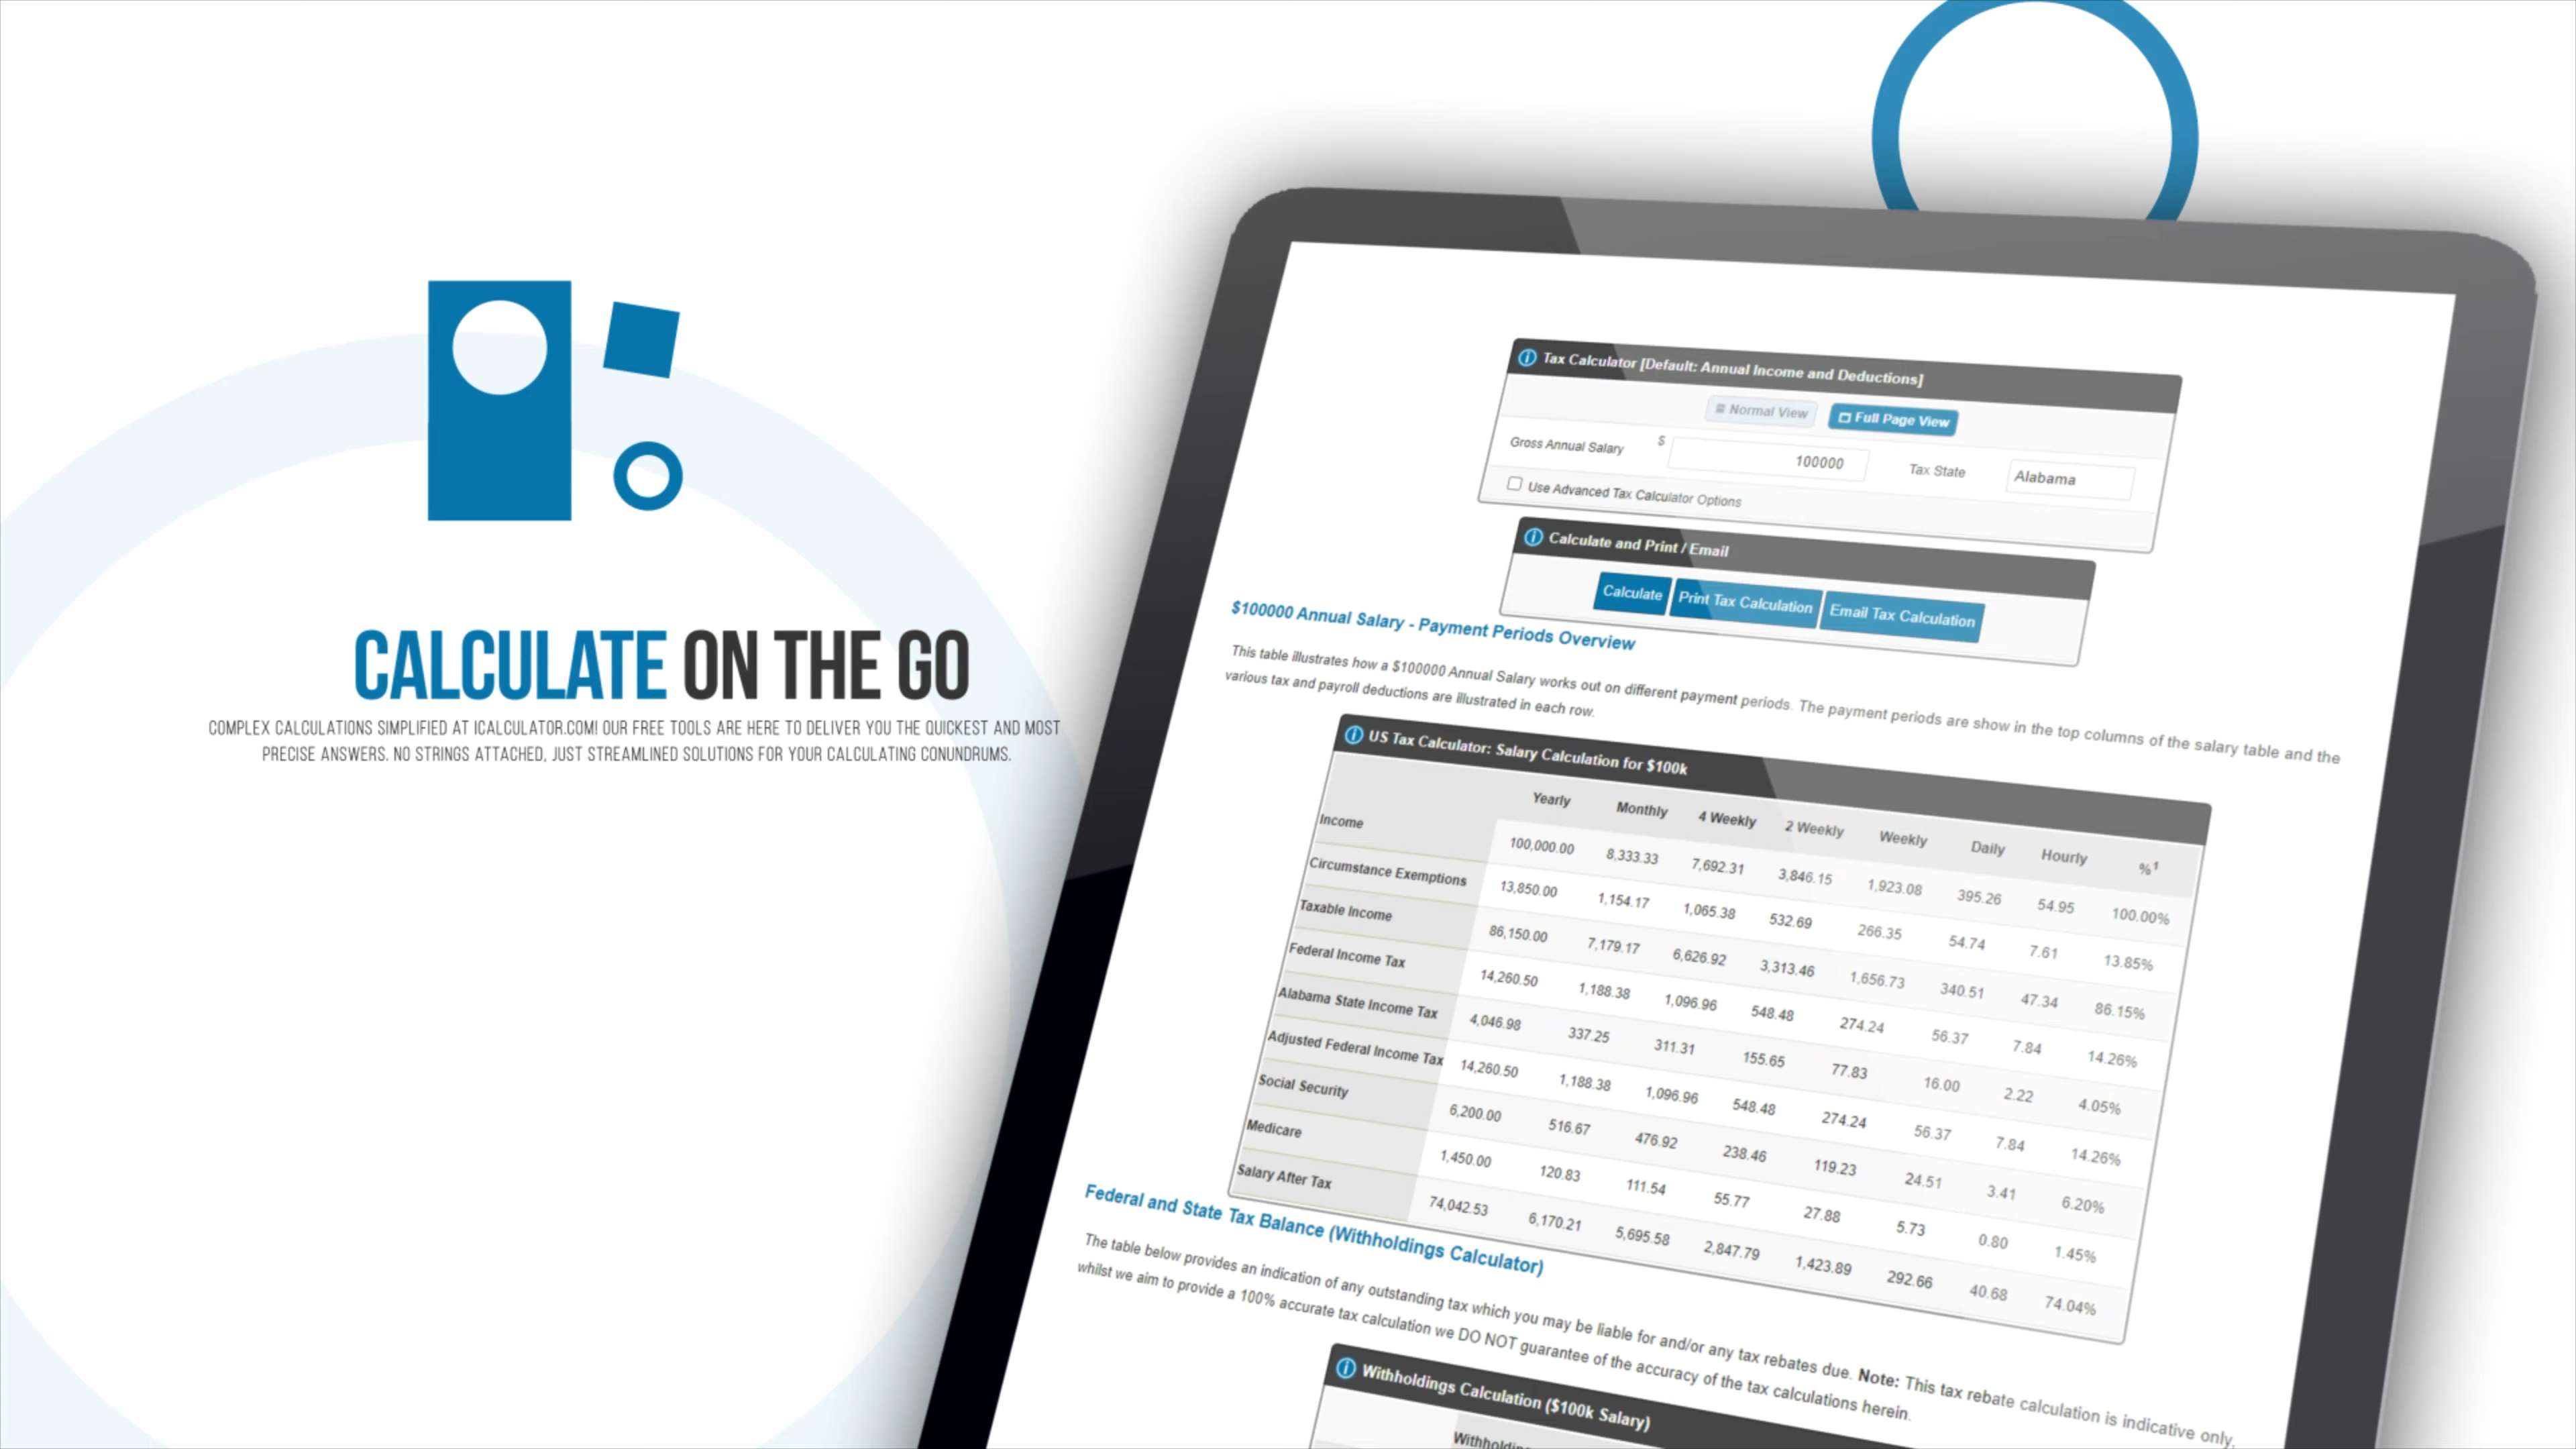 CALCULATE ON THE GO
COMPLEX CALCULATIONS SIMPLIFIED AT ICALCULATOR.COM! OUR FREE TOOLS ARE HERE TO DELIVER YOU THE QUICKEST AND MOST
PRECISE ANSWERS. NO STRINGS ATTACHED, JUST STREAMLINED SOLUTIONS FOR YOUR CALCULATING CONUNDRUMS.
Tax Calculator [Default: Annual Income and Deductions]
Normal View Full Page View
Gross Annual Salary $ 100000 Tax State Alabama
Use Advanced Tax Calculator Options
Calculate and Print / Email
Calculate Print Tax Calculation Email Tax Calculation
$100000 Annual Salary - Payment Periods Overview
This table illustrates how a $100000 Annual Salary works out on different payment periods. The payment periods are show in the top columns of the salary table and the
various tax and payroll deductions are illustrated in each row.
US Tax Calculator: Salary Calculation for $100k
Yearly Monthly 4 Weekly 2 Weekly Weekly Daily Hourly %1
Income 100,000.00 8,333.33 7,692.31 3,846.15 1,923.08 395.26 54.95 100.00%
Circumstance Exemptions 13,850.00 1,154.17 1,065.38 532.69 266.35 54.74 7.61 13.85%
Taxable Income 86,150.00 7,179.17 6,626.92 3,313.46 1,656.73 340.51 47.34 86.15%
Federal Income Tax 14,260.50 1,188.38 1,096.96 548.48 274.24 56.37 7.84 14.26%
Alabama State Income Tax 4,046.98 337.25 311.31 155.65 77.83 16.00 2.22 4.05%
Adjusted Federal Income Tax 14,260.50 1,188.38 1,096.96 548.48 274.24 56.37 7.84 14.26%
Social Security 6,200.00 516.67 476.92 238.46 119.23 24.51 3.41 6.20%
Medicare 1,450.00 120.83 111.54 55.77 27.88 5.73 0.80 1.45%
Salary After Tax 74,042.53 6,170.21 5,695.58 2,847.79 1,423.89 292.66 40.68 74.04%
Federal and State Tax Balance (Withholdings Calculator)
The table below provides an indication of any outstanding tax which you may be liable for and/or any tax rebates due. Note: This tax rebate calculation is indicative only,
whilst we aim to provide a 100% accurate tax calculation we DO NOT guarantee of the accuracy of the tax calculations herein.
Withholdings Calculation ($100k Salary)